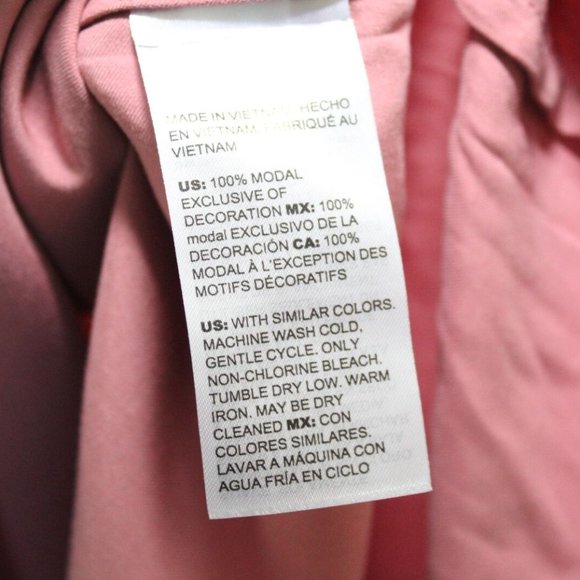 MADE IN VIETNAM. HECHO
EN VIETNAM. FABRIQUÉ AU
VIETNAM
US: 100% MODAL
EXCLUSIVE OF
DECORATION MX: 100%
modal EXCLUSIVO DE LA
DECORACIÓN CA: 100%
MODAL À L'EXCEPTION DES
MOTIFS DÉCORATIFS
US: WITH SIMILAR COLORS.
MACHINE WASH COLD,
GENTLE CYCLE. ONLY
NON-CHLORINE BLEACH.
TUMBLE DRY LOW. WARM
IRON. MAY BE DRY
CLEANED MX: CON
COLORES SIMILARES.
LAVAR A MÁQUINA CON
AGUA FRÍA EN CICLO